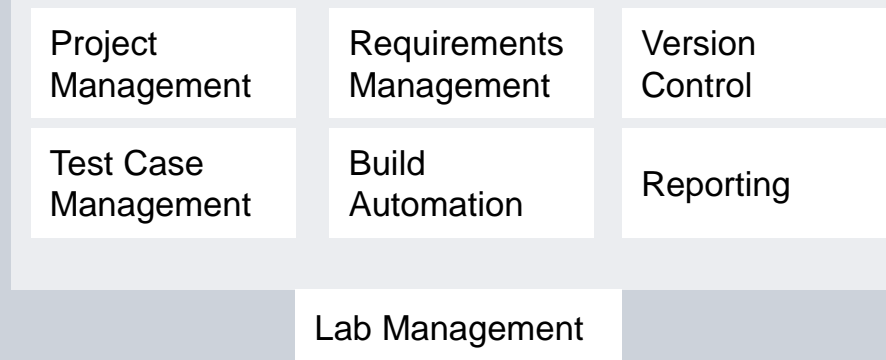 Project
Management
Requirements
Management
Version
Control
Test Case
Management
Build
Automation
Reporting
Lab Management